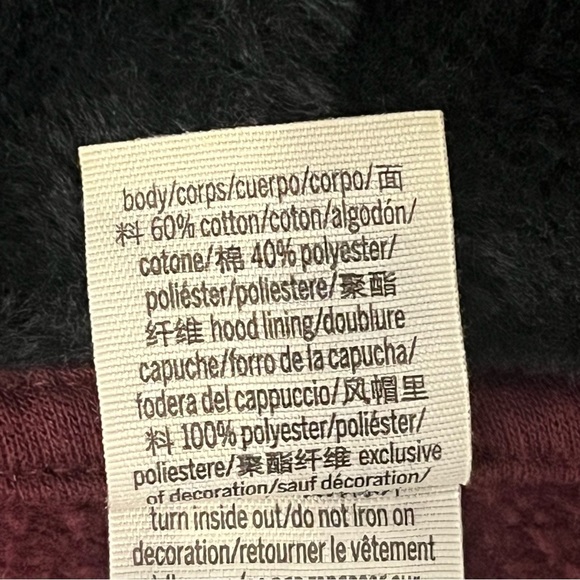 body/corps/cuerpo/corpo/面
料 60% cotton/coton/algodón/
cotone/棉 40% polyester/
poliéster/poliestere/聚酯
纤维 hood lining/doublure
capuche/forro de la capucha/
fodera del cappuccio/风帽里
料 100% polyester/poliéster/
poliestere/聚酯纤维 exclusive
of decoration/sauf décoration/
turn inside out/do not Iron on
decoration/retourner le vêtement